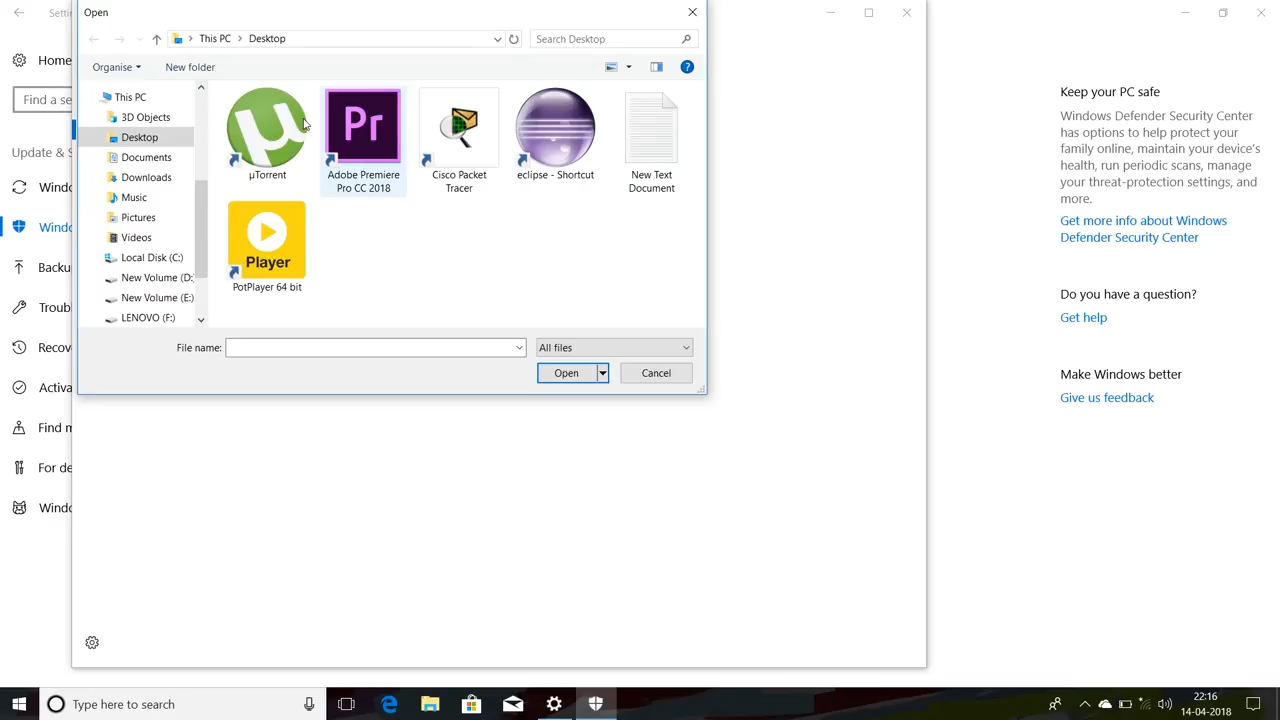 Setti
Open
This PC
Desktop
Search Desktop
Home
Find a se
Update & S
Windo
Windo
Backu
Troub
Recov
Activa
Find m
For de
Windo
Organise
New folder
?
This PC
3D Objects
Desktop
Documents
Downloads
Music
Pictures
Videos
Local Disk (C:)
New Volume (D:)
New Volume (E:)
LENOVO (F:)
µ
µTorrent
Pr
Adobe Premiere
Pro CC 2018
Cisco Packet
Tracer
eclipse - Shortcut
New Text
Document
Player
PotPlayer 64 bit
File name:
All files
Open
Cancel
Keep your PC safe
Windows Defender Security Center
has options to help protect your
family online, maintain your device's
health, run periodic scans, manage
your threat-protection settings, and
more.
Get more info about Windows
Defender Security Center
Do you have a question?
Get help
Make Windows better
Give us feedback
Type here to search
22:16
14-04-2018